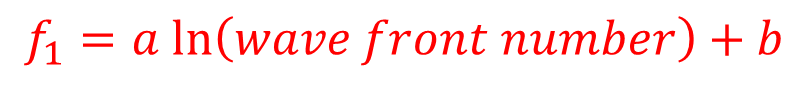 f₁ = a ln(wave front number) + b